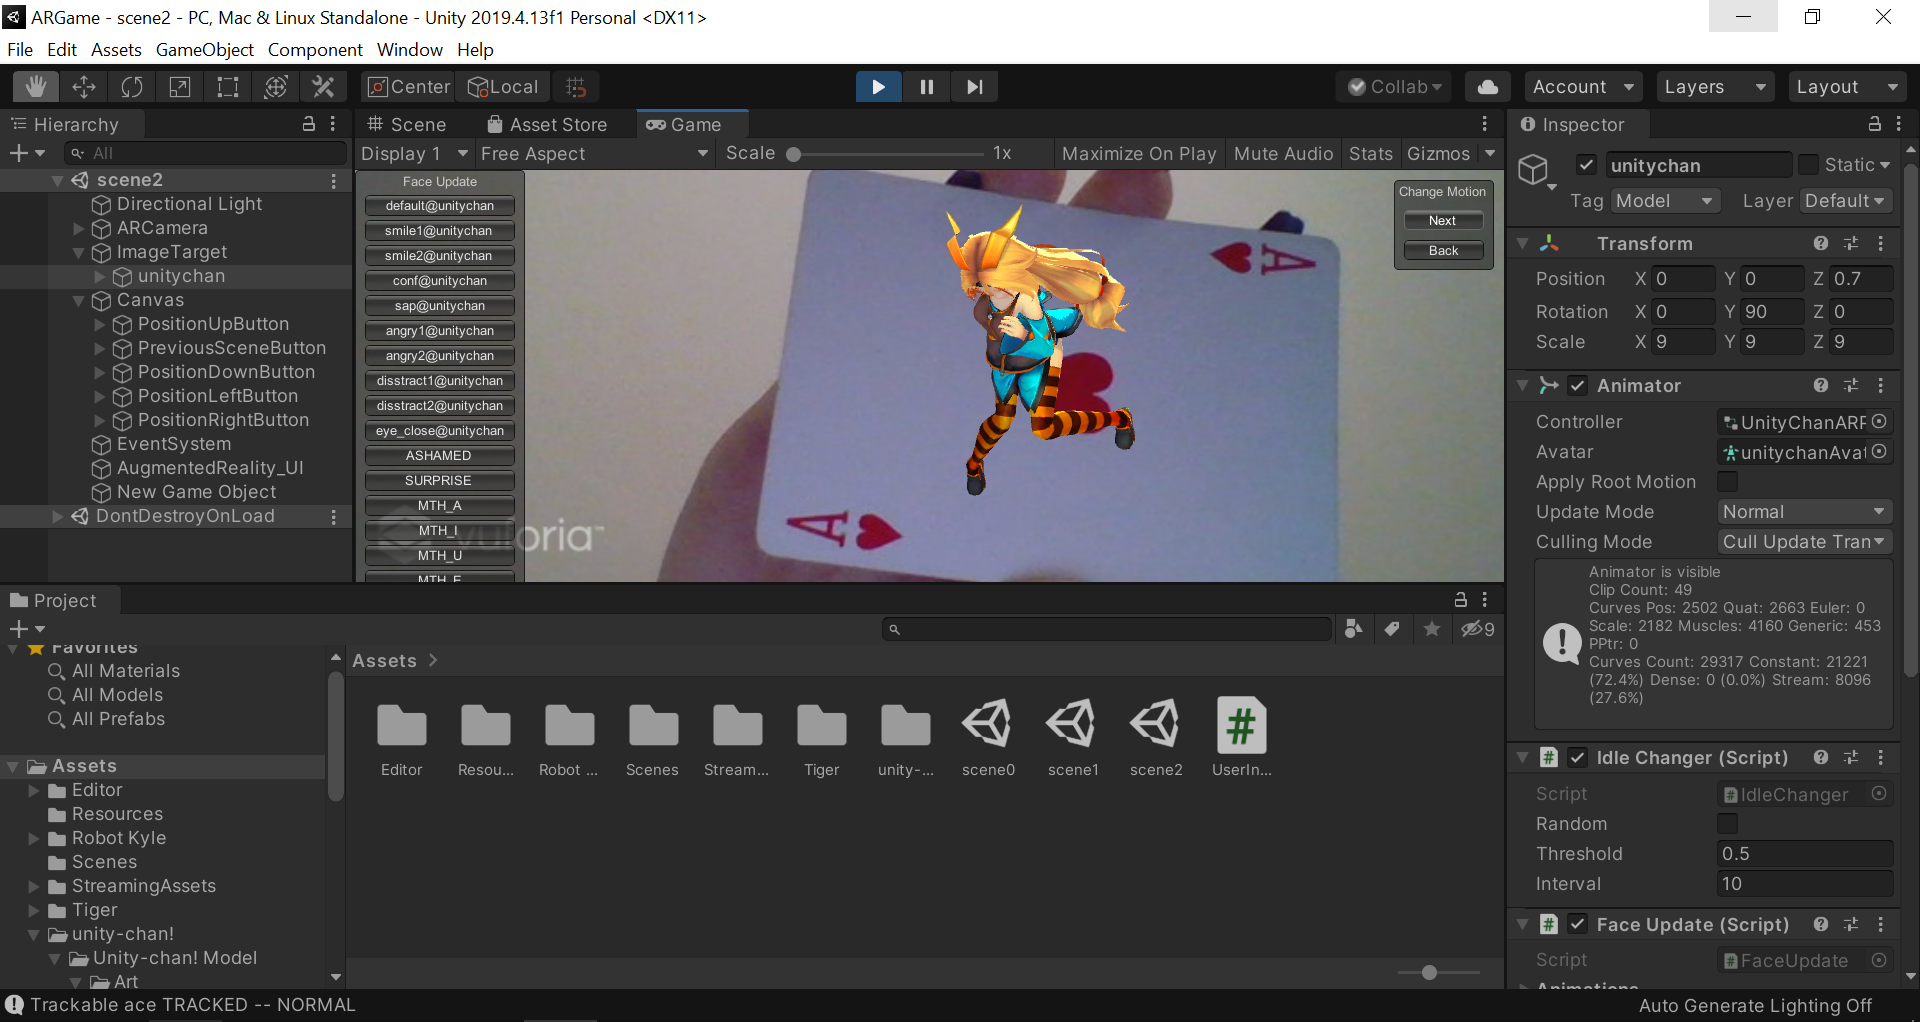 ARGame - scene2 - PC, Mac & Linux Standalone - Unity 2019.4.13f1 Personal <DX11>
File Edit Assets GameObject Component Window Help
Center Local Collab Account Layers Layout
Hierarchy
All
scene2
Directional Light
ARCamera
ImageTarget
unitychan
Canvas
PositionUpButton
PreviousSceneButton
PositionDownButton
PositionLeftButton
PositionRightButton
EventSystem
AugmentedReality_UI
New Game Object
DontDestroyOnLoad
Scene Asset Store Game
Display 1 Free Aspect Scale 1x Maximize On Play Mute Audio Stats Gizmos
Face Update
default@unitychan
smile1@unitychan
smile2@unitychan
conf@unitychan
sap@unitychan
angry1@unitychan
angry2@unitychan
disstract1@unitychan
disstract2@unitychan
eye_close@unitychan
ASHAMED
SURPRISE
MTH_A
MTH_I
MTH_U
MTH_E
vuforia™
A
A
Change Motion
Next
Back
Inspector
unitychan Static
Tag Model Layer Default
Transform
Position X 0 Y 0 Z 0.7
Rotation X 0 Y 90 Z 0
Scale X 9 Y 9 Z 9
Animator
Controller UnityChanARP
Avatar unitychanAvat
Apply Root Motion
Update Mode Normal
Culling Mode Cull Update Tran
Animator is visible
Clip Count: 49
Curves Pos: 2502 Quat: 2663 Euler: 0
Scale: 2182 Muscles: 4160 Generic: 453
PPtr: 0
Curves Count: 29317 Constant: 21221
(72.4%) Dense: 0 (0.0%) Stream: 8096
(27.6%)
Idle Changer (Script)
Script IdleChanger
Random
Threshold 0.5
Interval 10
Face Update (Script)
Script FaceUpdate
Animations
Project
9
Favorites
All Materials
All Models
All Prefabs
Assets
Editor
Resources
Robot Kyle
Scenes
StreamingAssets
Tiger
unity-chan!
Unity-chan! Model
Art
Assets
Editor Resou... Robot ... Scenes Stream... Tiger unity-... scene0 scene1 scene2 UserIn...
Trackable ace TRACKED -- NORMAL
Auto Generate Lighting Off